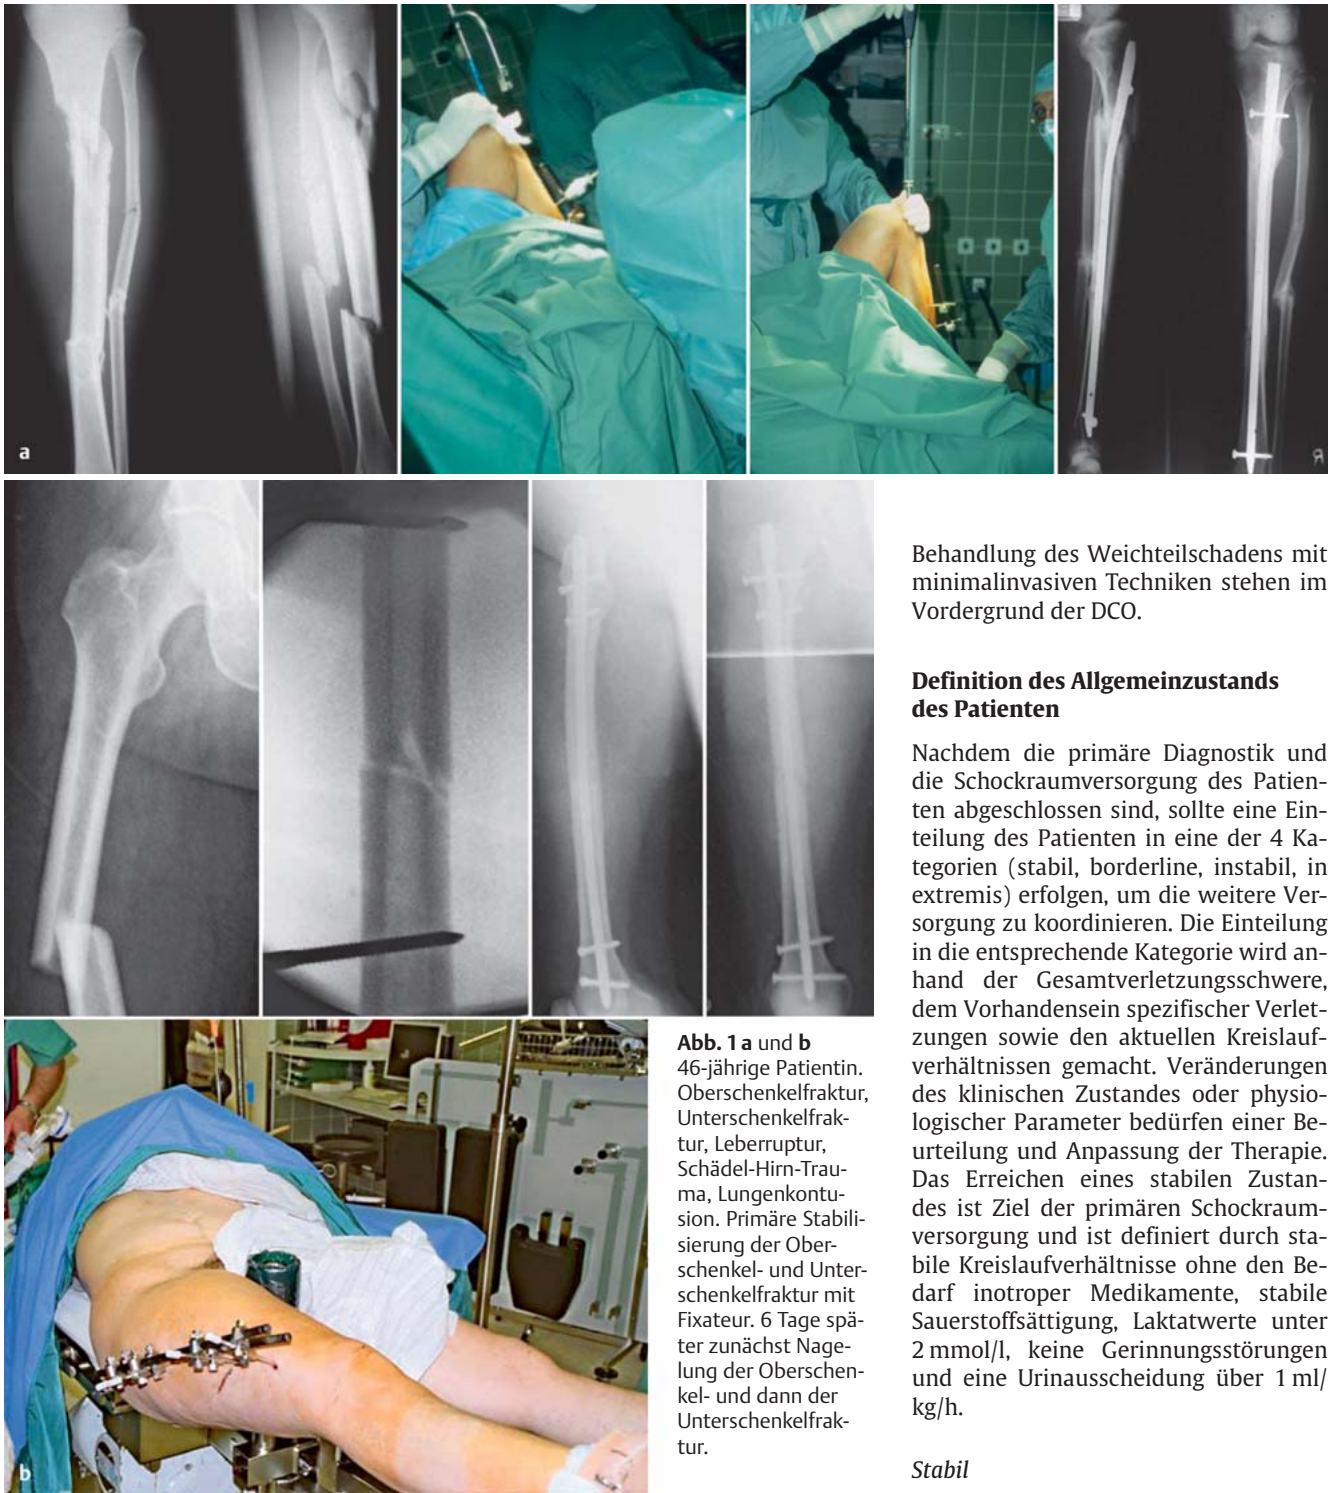 a
Я
b
Abb. 1 a und b
46-jährige Patientin.
Oberschenkelfraktur,
Unterschenkelfrak-
tur, Leberruptur,
Schädel-Hirn-Trau-
ma, Lungenkontu-
sion. Primäre Stabili-
sierung der Ober-
schenkel- und Unter-
schenkelfraktur mit
Fixateur. 6 Tage spä-
ter zunächst Nage-
lung der Oberschen-
kel- und dann der
Unterschenkelfrak-
tur.
Behandlung des Weichteilschadens mit
minimalinvasiven Techniken stehen im
Vordergrund der DCO.
Definition des Allgemeinzustands
des Patienten
Nachdem die primäre Diagnostik und
die Schockraumversorgung des Patien-
ten abgeschlossen sind, sollte eine Ein-
teilung des Patienten in eine der 4 Ka-
tegorien (stabil, borderline, instabil, in
extremis) erfolgen, um die weitere Ver-
sorgung zu koordinieren. Die Einteilung
in die entsprechende Kategorie wird an-
hand der Gesamtverletzungsschwere,
dem Vorhandensein spezifischer Verlet-
zungen sowie den aktuellen Kreislauf-
verhältnissen gemacht. Veränderungen
des klinischen Zustandes oder physio-
logischer Parameter bedürfen einer Be-
urteilung und Anpassung der Therapie.
Das Erreichen eines stabilen Zustan-
des ist Ziel der primären Schockraum-
versorgung und ist definiert durch sta-
bile Kreislaufverhältnisse ohne den Be-
darf inotroper Medikamente, stabile
Sauerstoffsättigung, Laktatwerte unter
2 mmol/l, keine Gerinnungsstörungen
und eine Urinausscheidung über 1 ml/
kg/h.
Stabil